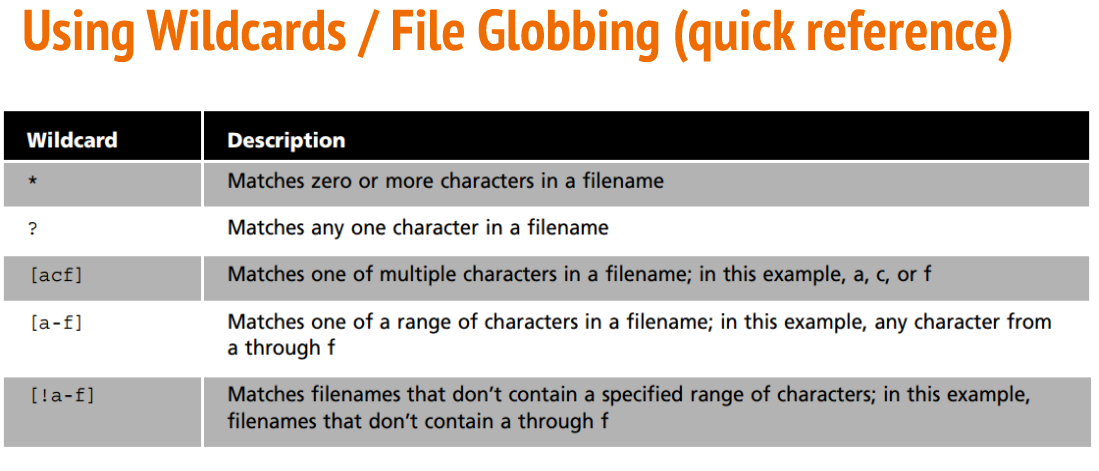 Using Wildcards / File Globbing (quick reference)
Wildcard Description
* Matches zero or more characters in a filename
? Matches any one character in a filename
[acf] Matches one of multiple characters in a filename; in this example, a, c, or f
[a-f] Matches one of a range of characters in a filename; in this example, any character from
a through f
[!a-f] Matches filenames that don’t contain a specified range of characters; in this example,
filenames that don’t contain a through f